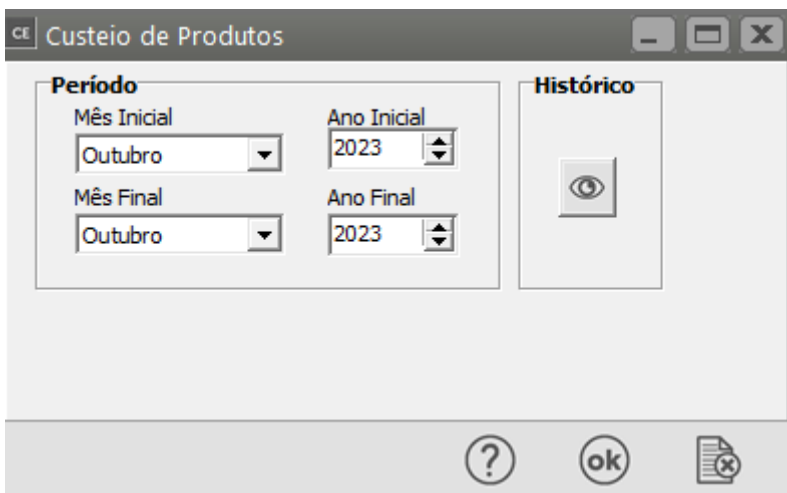 CE Custeio de Produtos
Período
Mês Inicial
Ano Inicial
Outubro
2023
Mês Final
Ano Final
Outubro
2023
Histórico
?
ok